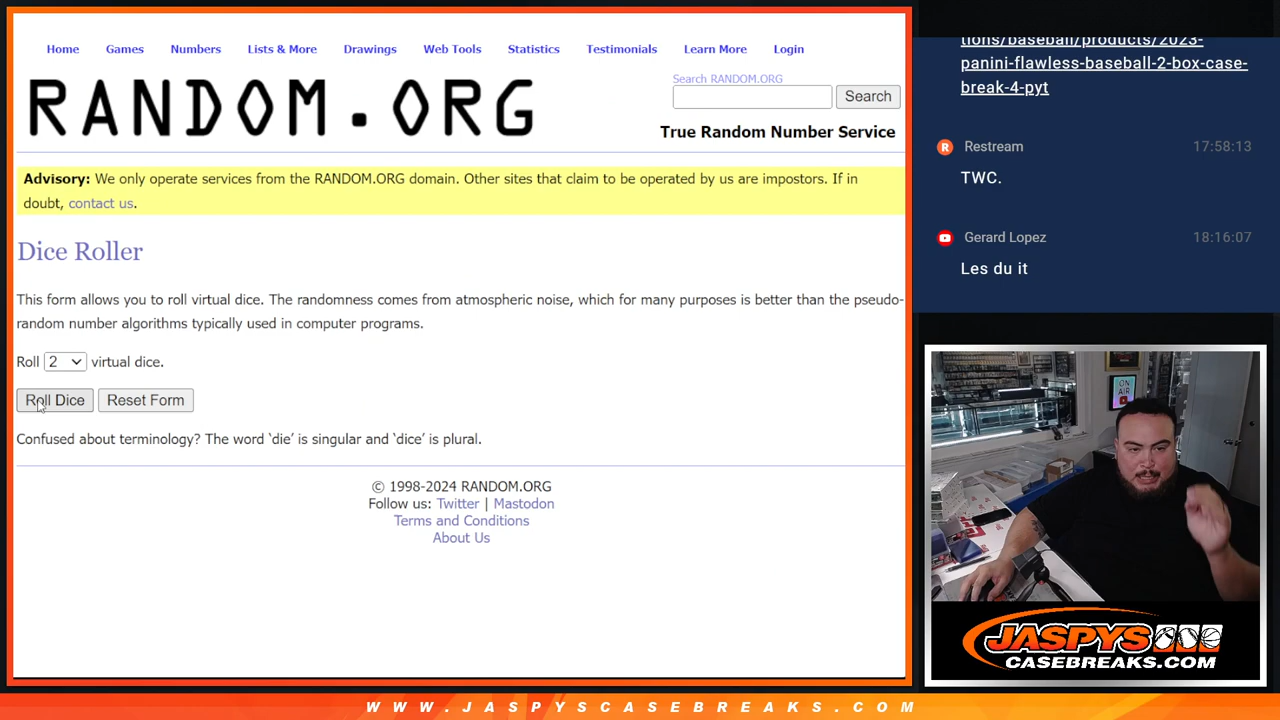 Home Games Numbers Lists & More Drawings Web Tools Statistics Testimonials Learn More Login
RANDOM.ORG
Search RANDOM.ORG
Search
True Random Number Service
Advisory: We only operate services from the RANDOM.ORG domain. Other sites that claim to be operated by us are impostors. If in
doubt, contact us.
Dice Roller
This form allows you to roll virtual dice. The randomness comes from atmospheric noise, which for many purposes is better than the pseudo-
random number algorithms typically used in computer programs.
Roll 2 virtual dice.
Roll Dice Reset Form
Confused about terminology? The word ‘die’ is singular and ‘dice’ is plural.
© 1998-2024 RANDOM.ORG
Follow us: Twitter | Mastodon
Terms and Conditions
About Us
tions/baseball/products/2023-
panini-flawless-baseball-2-box-case-
break-4-pyt
R Restream 17:58:13
TWC.
Gerard Lopez 18:16:07
Les du it
ON
AIR
JASPYS
CASEBREAKS.COM
WWW.JASPYSCASEBREAKS.COM